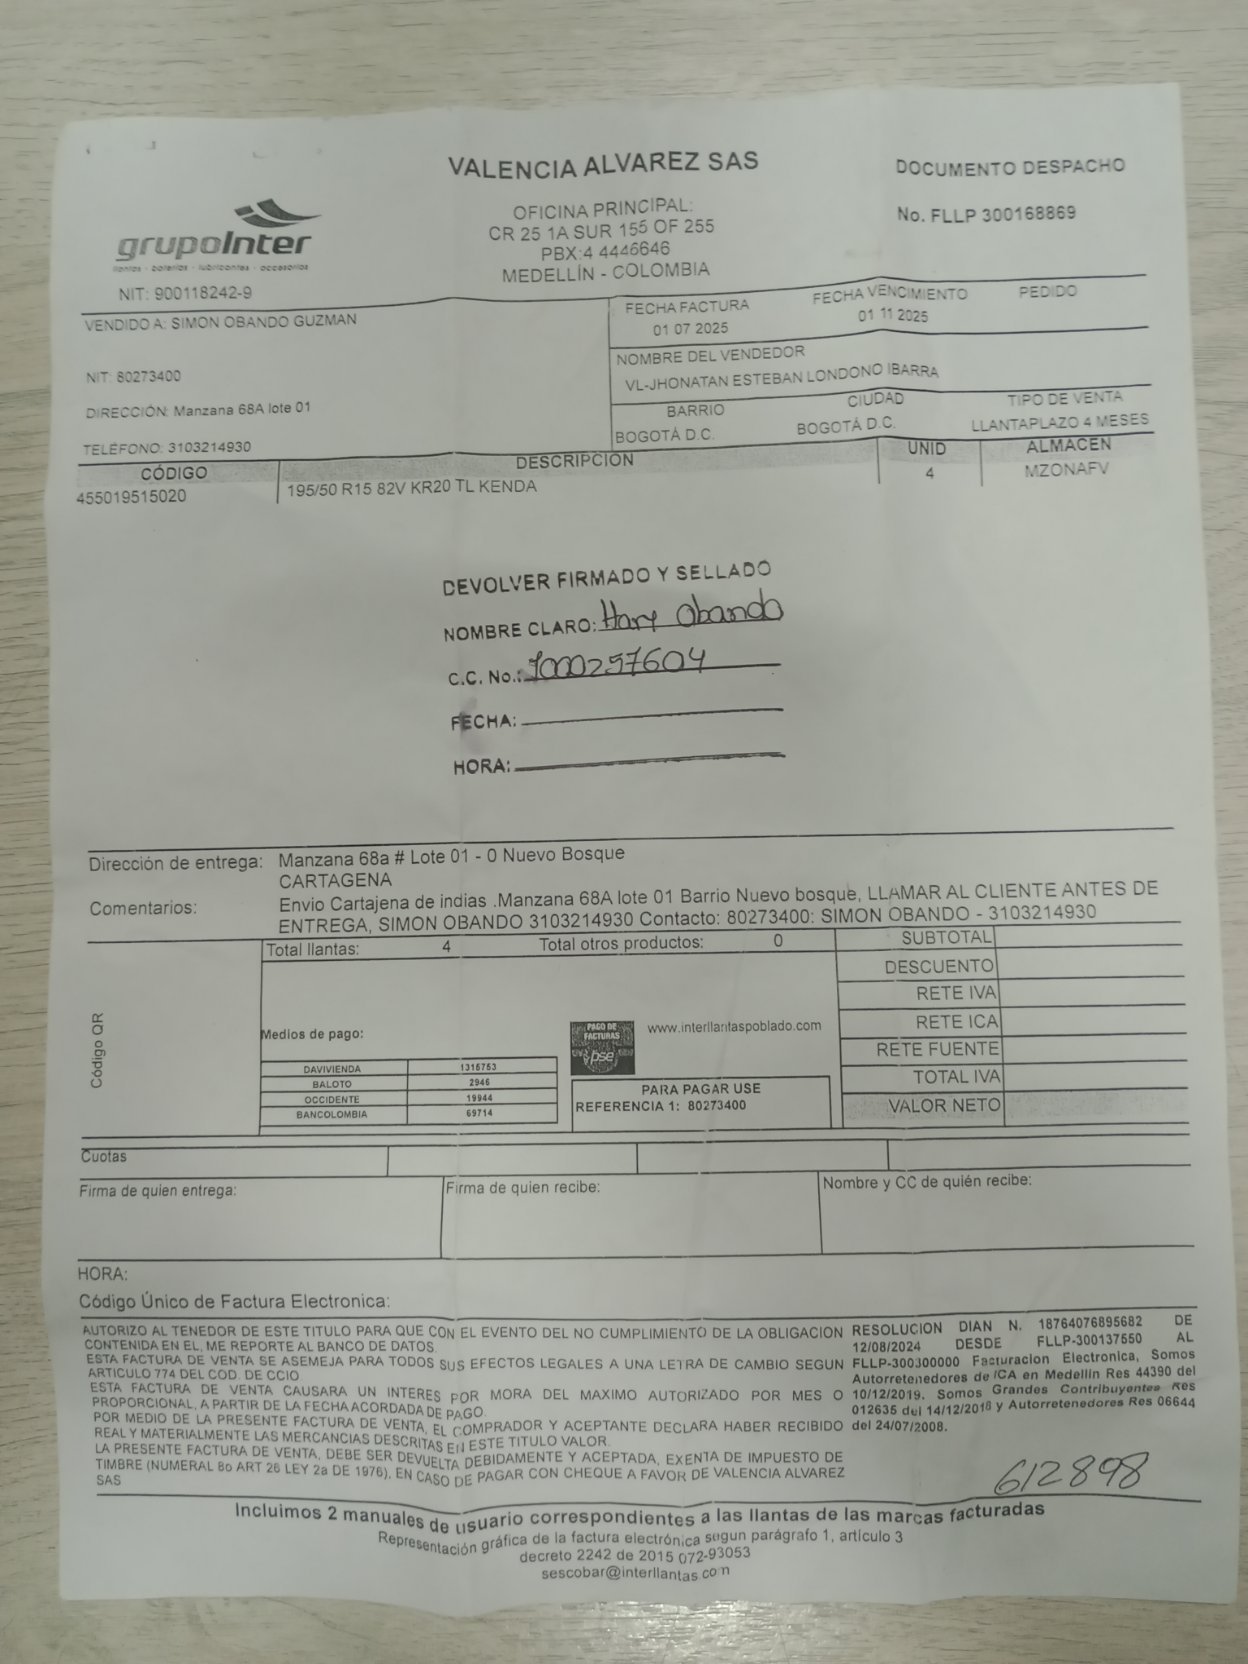 VALENCIA ALVAREZ SAS
DOCUMENTO DESPACHO
No. FLLP 300168869
OFICINA PRINCIPAL:
CR 25 1A SUR 155 OF 255
PBX:4 4446646
MEDELLÍN - COLOMBIA
grupoInter
llantas - baterías - lubricantes - accesorios
NIT: 900118242-9
VENDIDO A: SIMON OBANDO GUZMAN
NIT: 80273400
DIRECCIÓN: Manzana 68A lote 01
TELÉFONO: 3103214930
FECHA FACTURA FECHA VENCIMIENTO PEDIDO
01 07 2025 01 11 2025
NOMBRE DEL VENDEDOR
VL-JHONATAN ESTEBAN LONDONO IBARRA
BARRIO CIUDAD TIPO DE VENTA
BOGOTÁ D.C. BOGOTÁ D.C. LLANTAPLAZO 4 MESES
CÓDIGO DESCRIPCIÓN UNID ALMACEN
455019515020 195/50 R15 82V KR20 TL KENDA 4 MZONAFV
DEVOLVER FIRMADO Y SELLADO
NOMBRE CLARO: Hary Obando
C.C. No.: 1000257604
FECHA:
HORA:
Dirección de entrega: Manzana 68a # Lote 01 - 0 Nuevo Bosque
CARTAGENA
Comentarios: Envio Cartajena de indias .Manzana 68A lote 01 Barrio Nuevo bosque, LLAMAR AL CLIENTE ANTES DE
ENTREGA, SIMON OBANDO 3103214930 Contacto: 80273400: SIMON OBANDO - 3103214930
Código QR
Total llantas: 4 Total otros productos: 0
SUBTOTAL
DESCUENTO
RETE IVA
RETE ICA
RETE FUENTE
TOTAL IVA
VALOR NETO
Medios de pago:
PAGO DE
FACTURAS
pse
www.interllantaspoblado.com
DAVIVIENDA 1316753
BALOTO 2946
OCCIDENTE 19944
BANCOLOMBIA 69714
PARA PAGAR USE
REFERENCIA 1: 80273400
Cuotas
Firma de quien entrega: Firma de quien recibe: Nombre y CC de quién recibe:
HORA:
Código Único de Factura Electronica:
AUTORIZO AL TENEDOR DE ESTE TITULO PARA QUE CON EL EVENTO DEL NO CUMPLIMIENTO DE LA OBLIGACION
CONTENIDA EN EL, ME REPORTE AL BANCO DE DATOS.
ESTA FACTURA DE VENTA SE ASEMEJA PARA TODOS SUS EFECTOS LEGALES A UNA LETRA DE CAMBIO SEGUN
ARTICULO 774 DEL COD. DE CCIO
ESTA FACTURA DE VENTA CAUSARA UN INTERES POR MORA DEL MAXIMO AUTORIZADO POR MES O
PROPORCIONAL, A PARTIR DE LA FECHA ACORDADA DE PAGO.
POR MEDIO DE LA PRESENTE FACTURA DE VENTA, EL COMPRADOR Y ACEPTANTE DECLARA HABER RECIBIDO
REAL Y MATERIALMENTE LAS MERCANCIAS DESCRITAS EN ESTE TITULO VALOR.
LA PRESENTE FACTURA DE VENTA, DEBE SER DEVUELTA DEBIDAMENTE Y ACEPTADA, EXENTA DE IMPUESTO DE
TIMBRE (NUMERAL 8o ART 26 LEY 2a DE 1976), EN CASO DE PAGAR CON CHEQUE A FAVOR DE VALENCIA ALVAREZ
SAS
RESOLUCION DIAN N. 18764076895682 DE
12/08/2024 DESDE FLLP-300137550 AL
FLLP-300300000 Facturacion Electronica, Somos
Autorretenedores de ICA en Medellin Res 44390 del
10/12/2019. Somos Grandes Contribuyentes Res
012635 del 14/12/2018 y Autorretenedores Res 06644
del 24/07/2008.
612898
Incluimos 2 manuales de usuario correspondientes a las llantas de las marcas facturadas
Representación gráfica de la factura electrónica segun parágrafo 1, artículo 3
decreto 2242 de 2015 072-93053
sescobar@interllantas.con